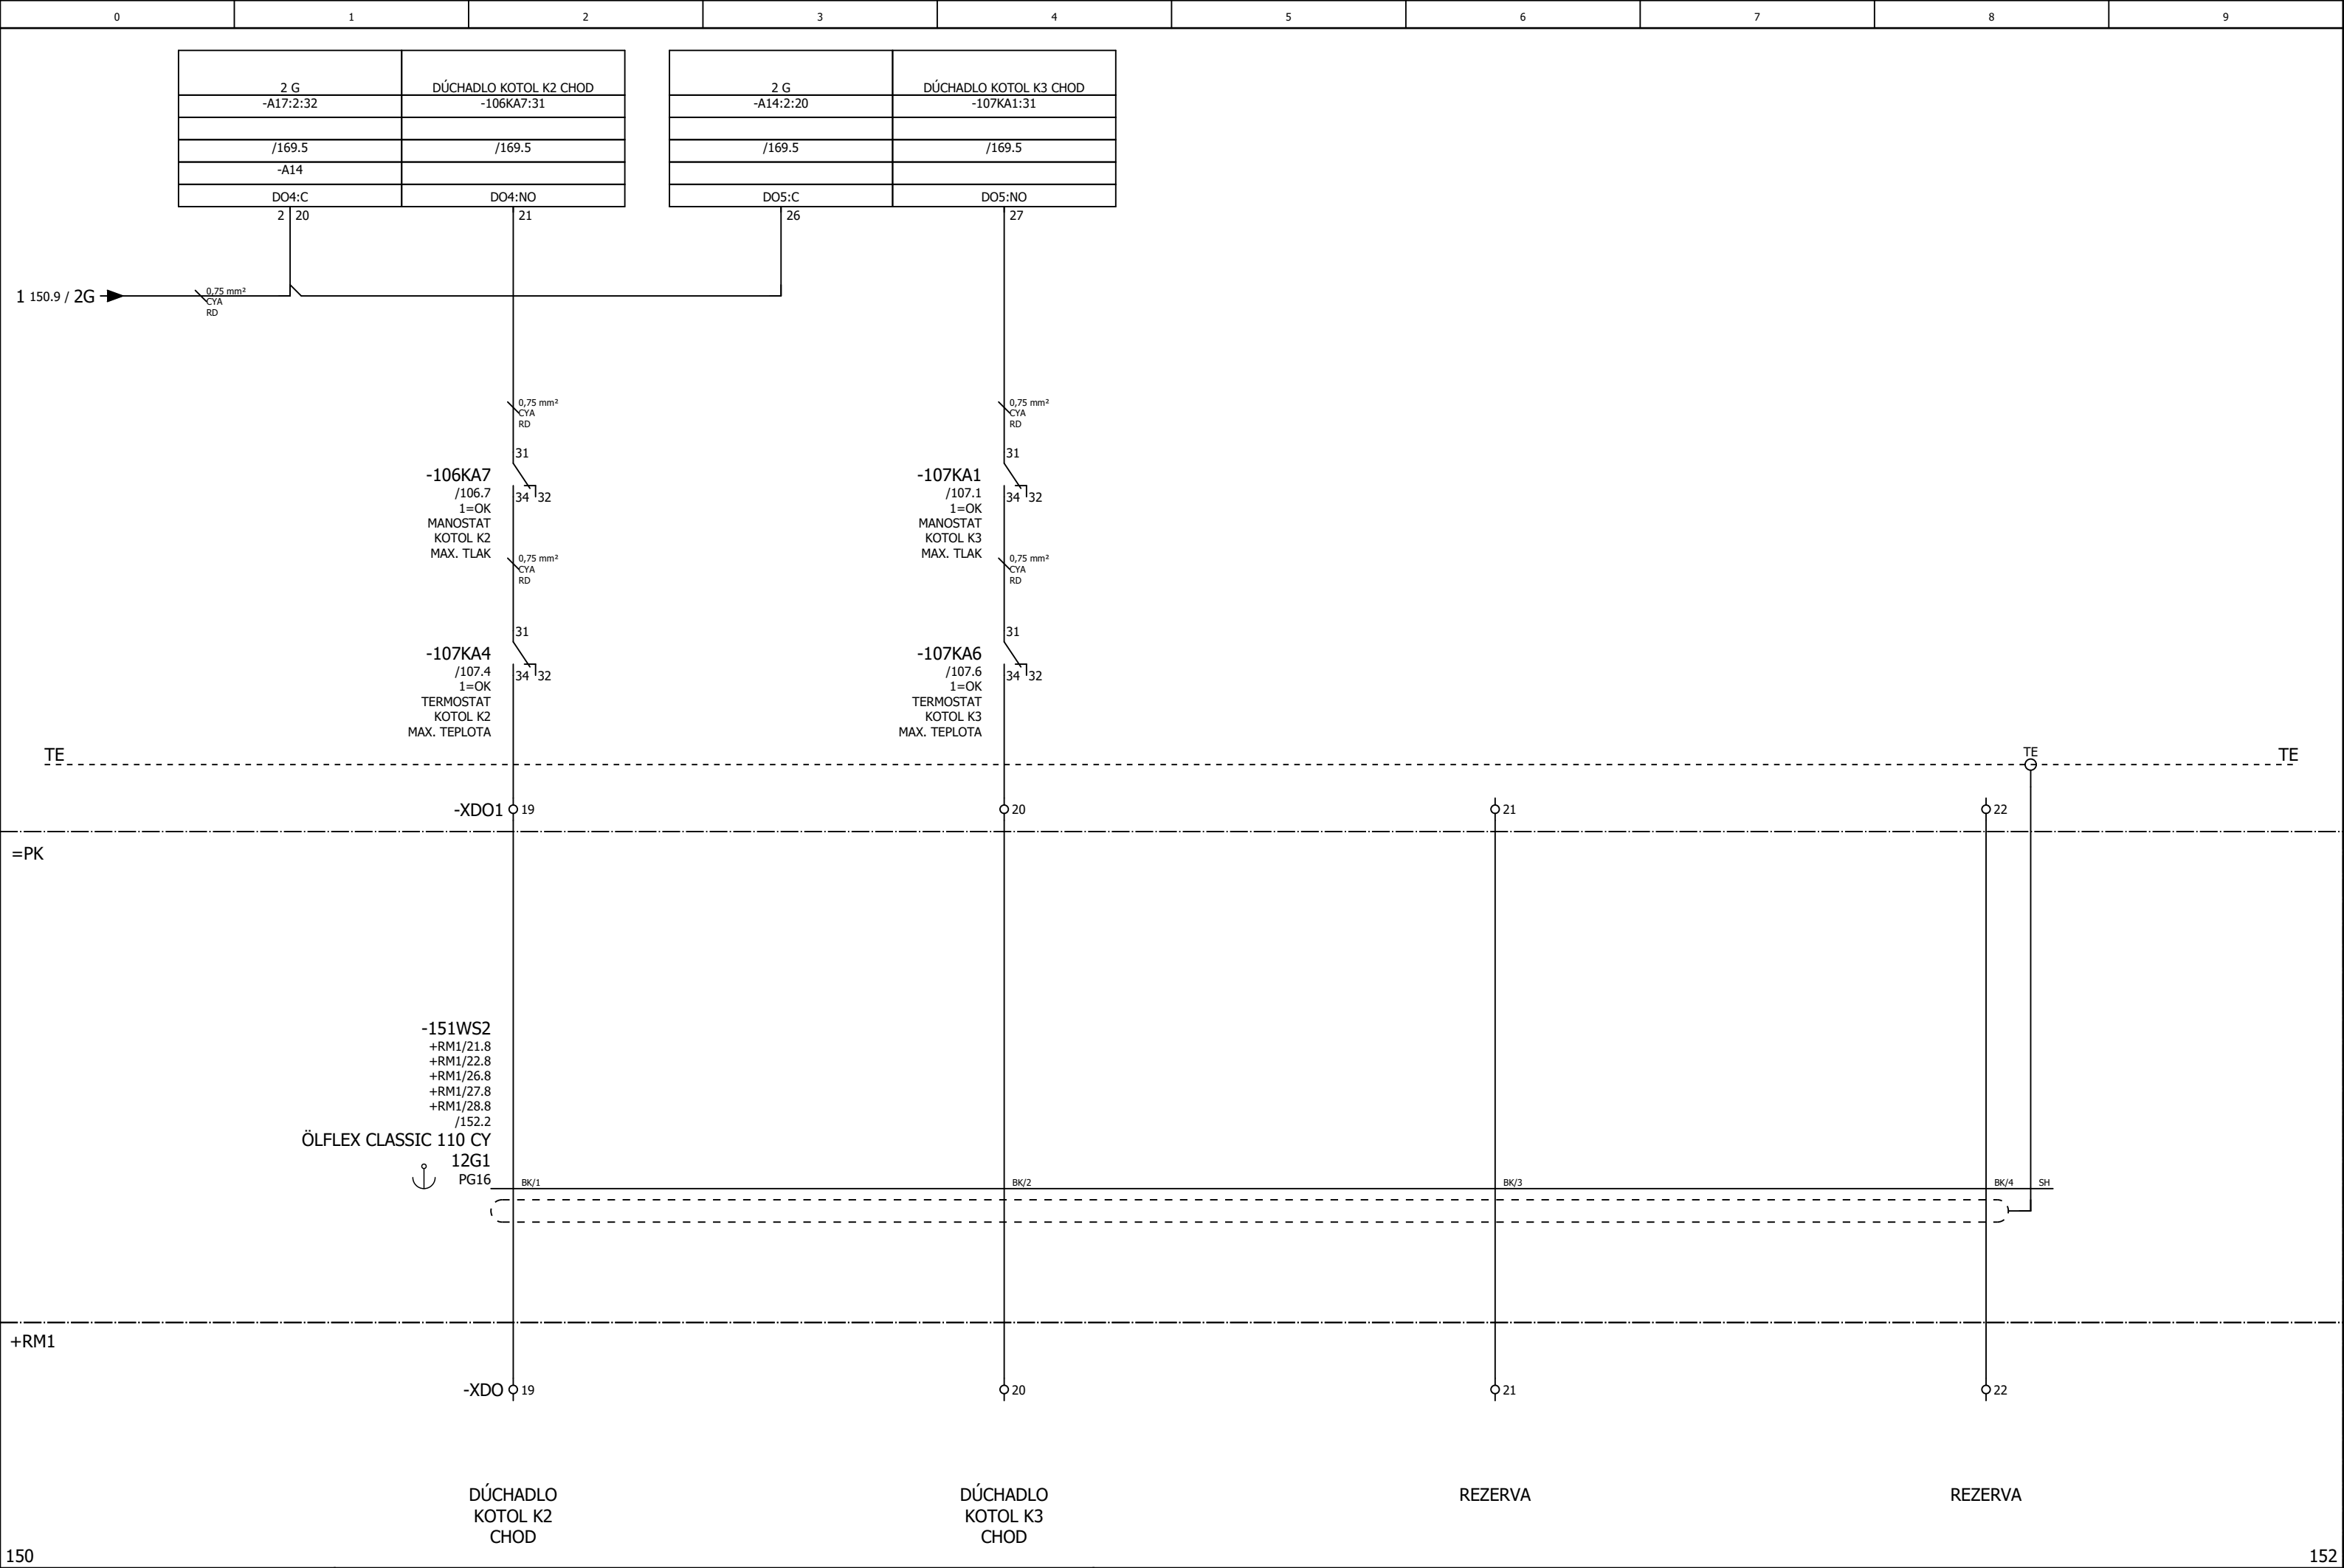 0 1 2 3 4 5 6 7 8 9
2 G DÚCHADLO KOTOL K2 CHOD 2 G DÚCHADLO KOTOL K3 CHOD
-A17:2:32 -106KA7:31 -A14:2:20 -107KA1:31
/169.5 /169.5 /169.5 /169.5
-A14
DO4:C DO4:NO DO5:C DO5:NO
2 20 21 26 27
1 150.9 / 2G
0,75 mm²
CYA
RD
0,75 mm²
CYA
RD
31
-106KA7
/106.7
1=OK
MANOSTAT
KOTOL K2
MAX. TLAK
34 32
0,75 mm²
CYA
RD
31
-107KA4
/107.4
1=OK
TERMOSTAT
KOTOL K2
MAX. TEPLOTA
34 32
0,75 mm²
CYA
RD
31
-107KA1
/107.1
1=OK
MANOSTAT
KOTOL K3
MAX. TLAK
34 32
0,75 mm²
CYA
RD
31
-107KA6
/107.6
1=OK
TERMOSTAT
KOTOL K3
MAX. TEPLOTA
34 32
TE TE TE
-XDO1 19 20 21 22
=PK
-151WS2
+RM1/21.8
+RM1/22.8
+RM1/26.8
+RM1/27.8
+RM1/28.8
/152.2
ÖLFLEX CLASSIC 110 CY
12G1
PG16
BK/1 BK/2 BK/3 BK/4 SH
+RM1
-XDO 19 20 21 22
DÚCHADLO
KOTOL K2
CHOD
DÚCHADLO
KOTOL K3
CHOD
REZERVA
REZERVA
150 152